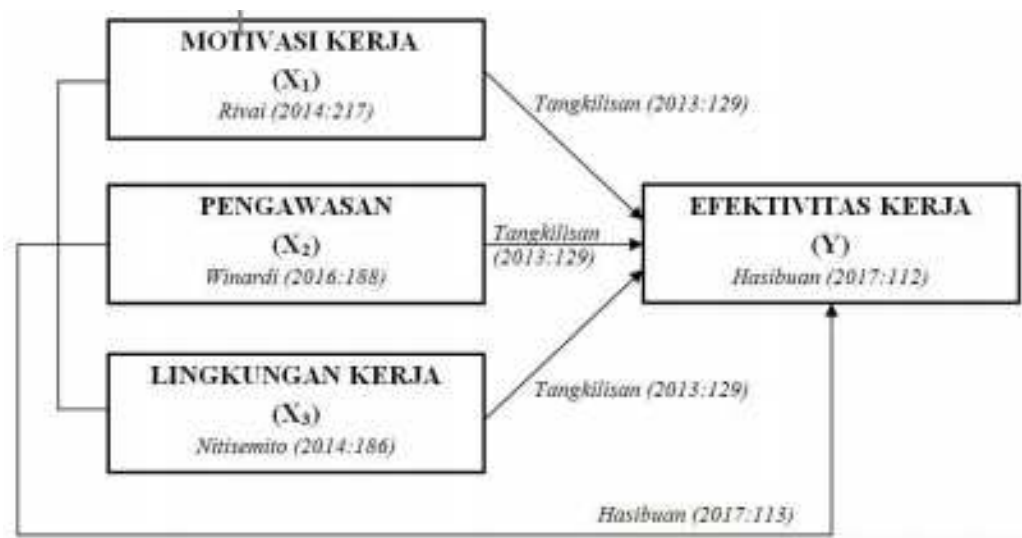 MOTIVASI KERJA
(X₁)
Rivai (2014:217)
Tangkilisan (2013:129)
PENGAWASAN
(X₂)
Winardi (2016:188)
Tangkilisan
(2013:129)
EFEKTIVITAS KERJA
(Y)
Hasibuan (2017:112)
LINGKUNGAN KERJA
(X₃)
Nitisemito (2014:186)
Tangkilisan (2013:129)
Hasibuan (2017:113)